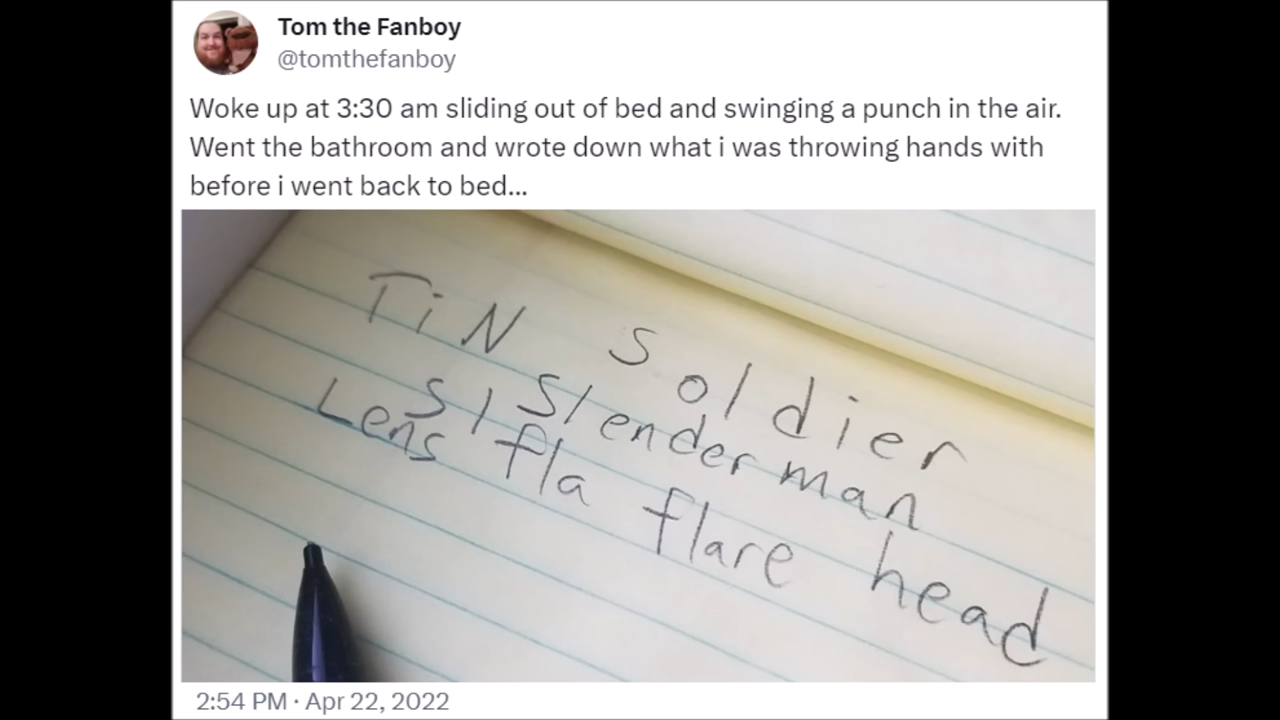 Tom the Fanboy
@tomthefanboy
Woke up at 3:30 am sliding out of bed and swinging a punch in the air.
Went the bathroom and wrote down what i was throwing hands with
before i went back to bed...
TiN Soldier
Sl Slenderman
Lens fla flare head
2:54 PM · Apr 22, 2022